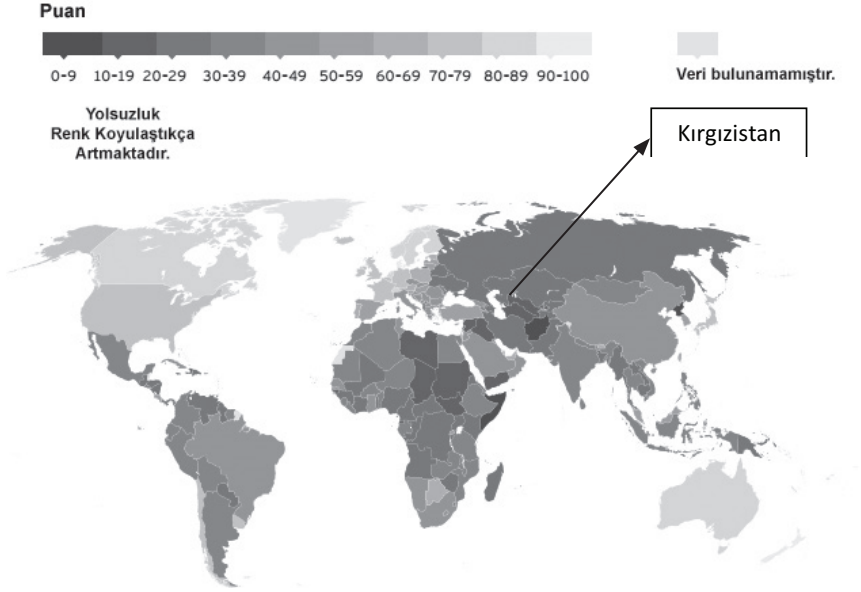 Puan
0-9 10-19 20-29 30-39 40-49 50-59 60-69 70-79 80-89 90-100
Veri bulunamamıştır.
Yolsuzluk
Renk Koyulaştıkça
Artmaktadır.
Kırgızistan